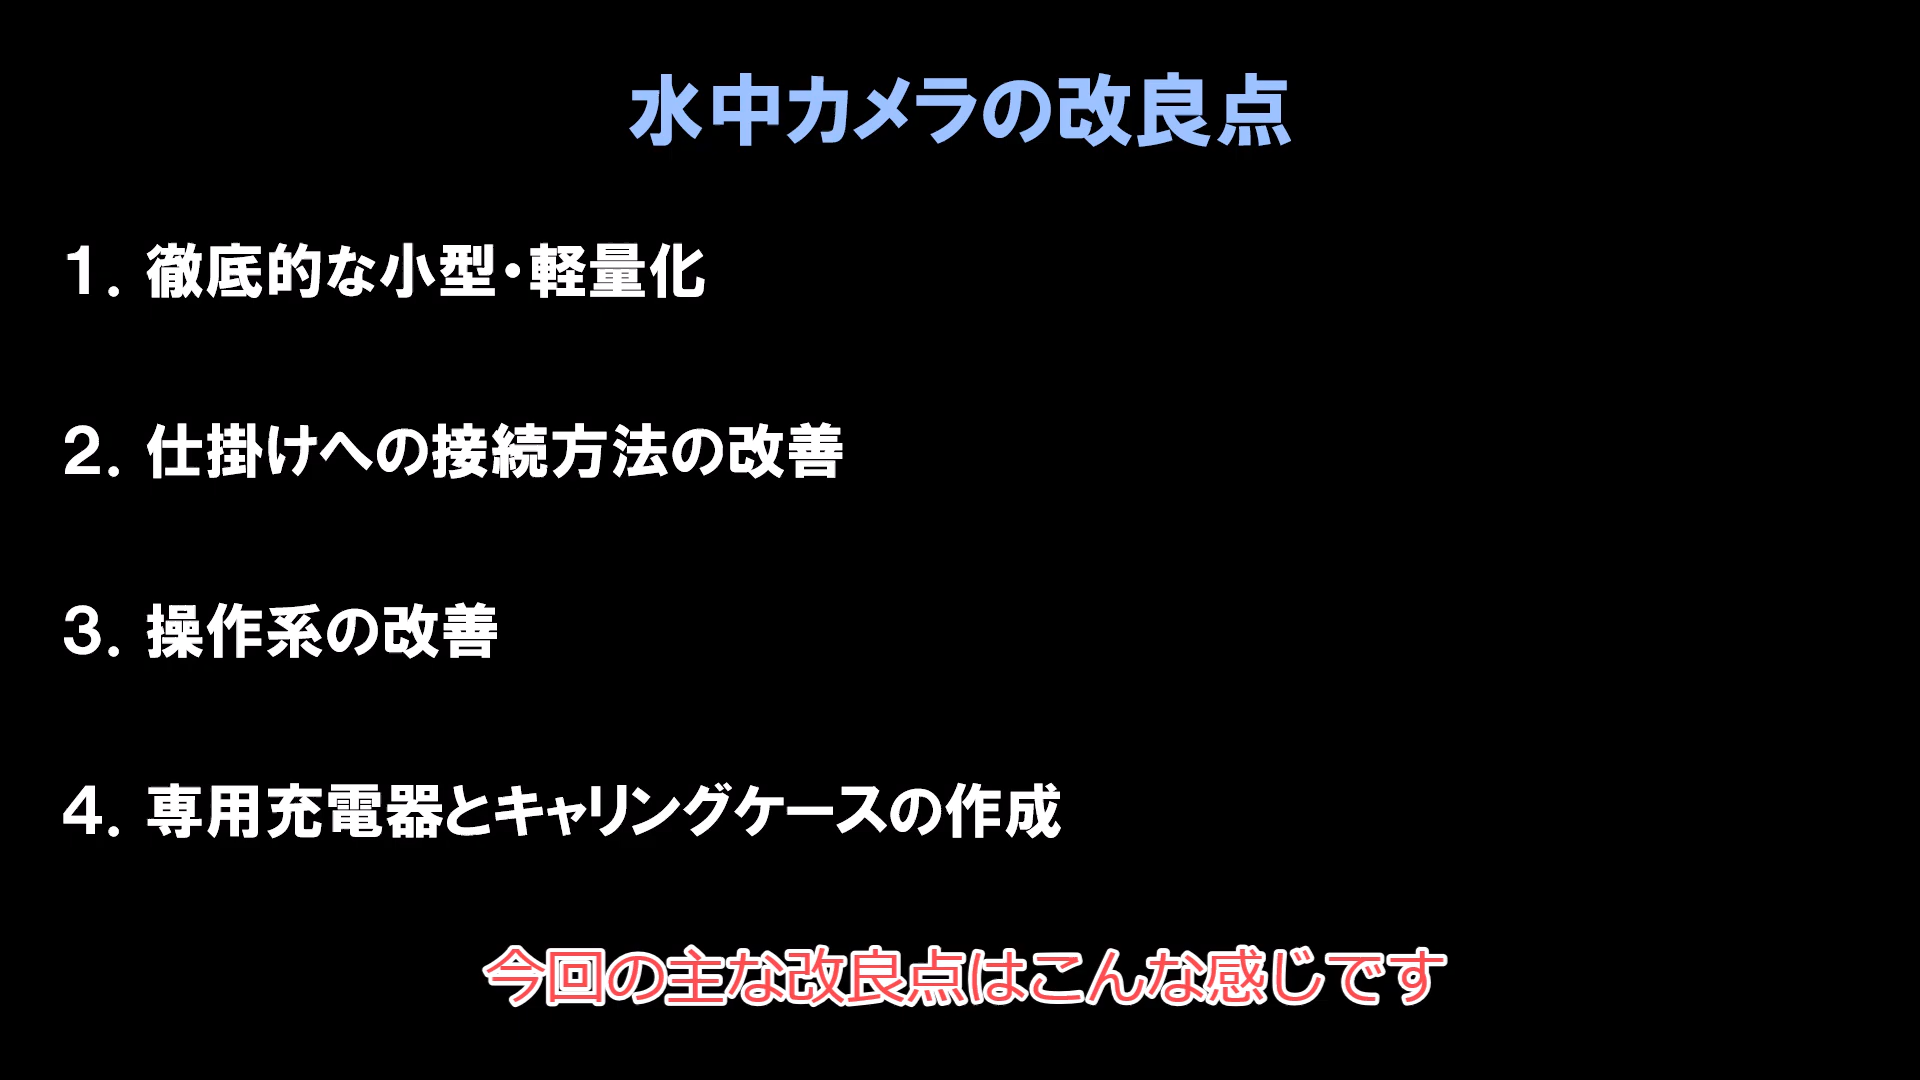 水中カメラの改良点
1. 徹底的な小型・軽量化
2. 仕掛けへの接続方法の改善
3. 操作系の改善
4. 専用充電器とキャリングケースの作成
今回の主な改良点はこんな感じです